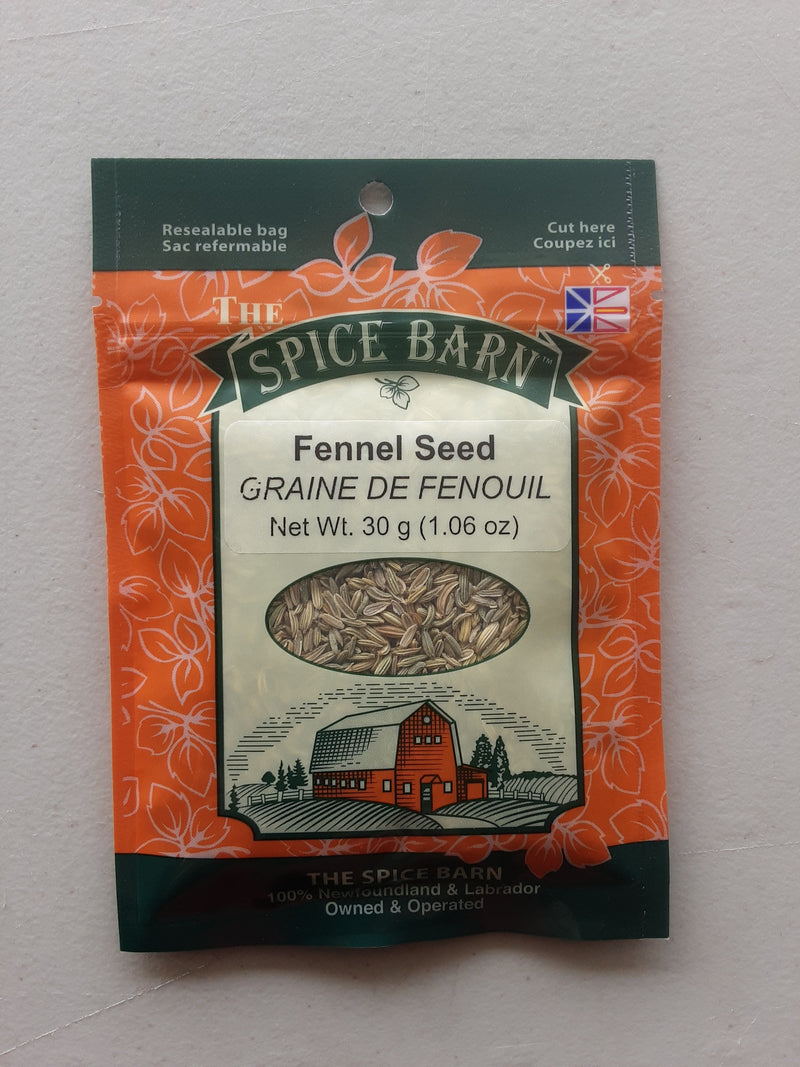 Resealable bag
Sac refermable
Cut here
Coupez ici
THE
SPICE BARN™
Fennel Seed
GRAINE DE FENOUIL
Net Wt. 30 g (1.06 oz)
THE SPICE BARN
100% Newfoundland & Labrador
Owned & Operated